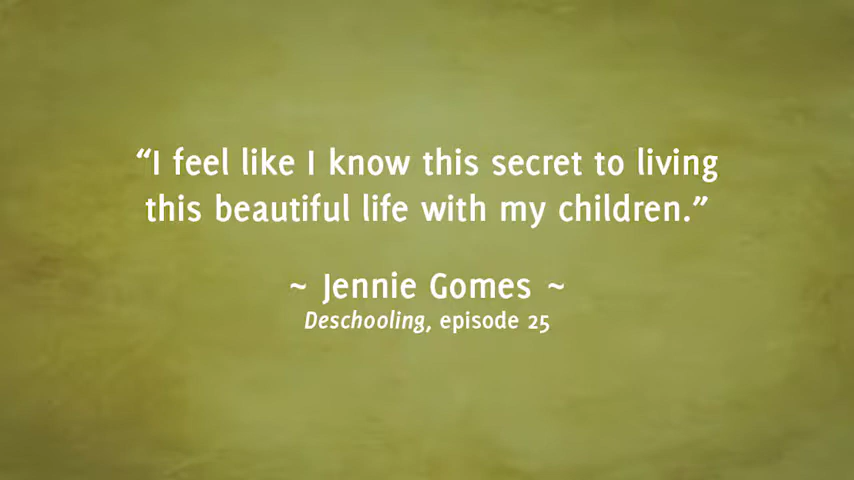 “I feel like I know this secret to living
this beautiful life with my children.”
~ Jennie Gomes ~
Deschooling, episode 25